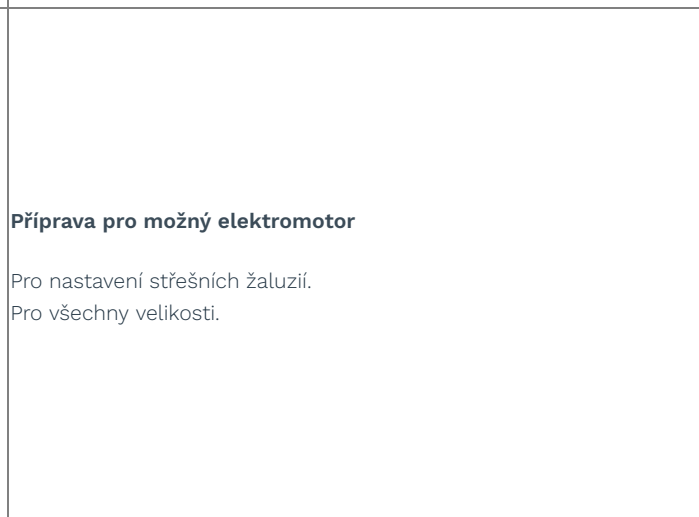 Příprava pro možný elektromotor
Pro nastavení střešních žaluzií.
Pro všechny velikosti.